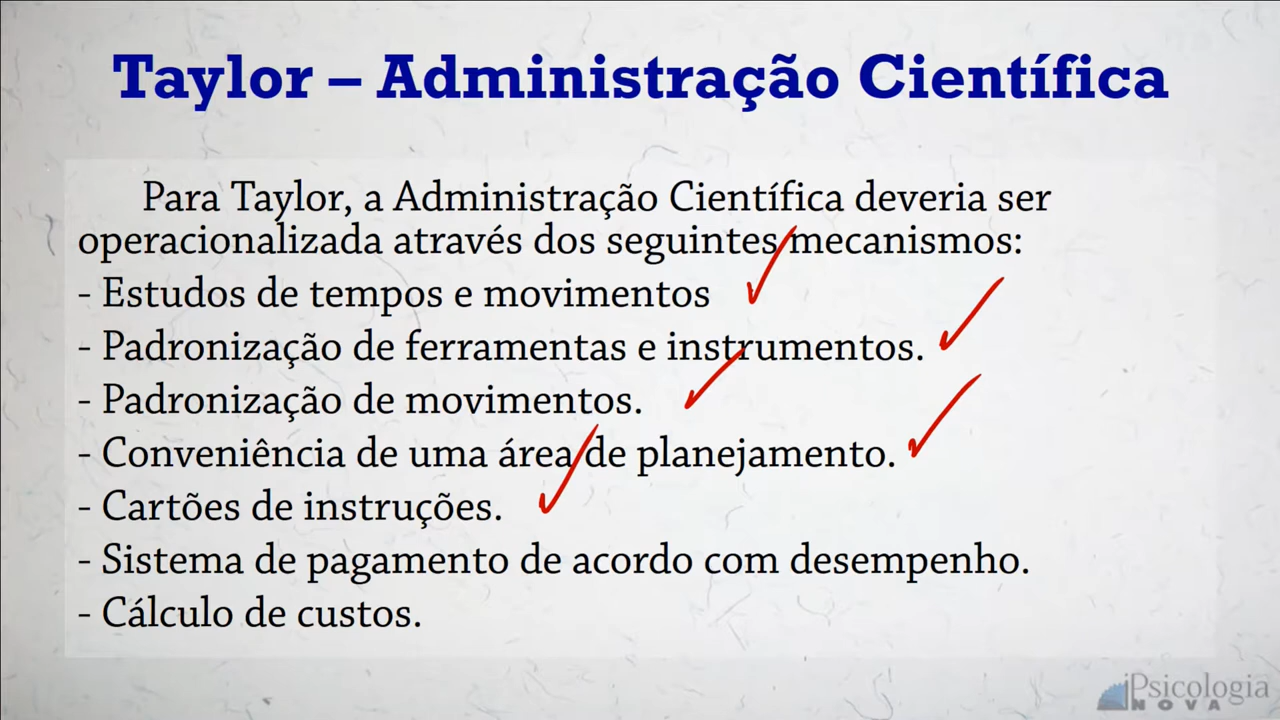 Taylor – Administração Científica
Para Taylor, a Administração Científica deveria ser
operacionalizada através dos seguintes mecanismos:
- Estudos de tempos e movimentos
- Padronização de ferramentas e instrumentos.
- Padronização de movimentos.
- Conveniência de uma área de planejamento.
- Cartões de instruções.
- Sistema de pagamento de acordo com desempenho.
- Cálculo de custos.
Psicologia
NOVA